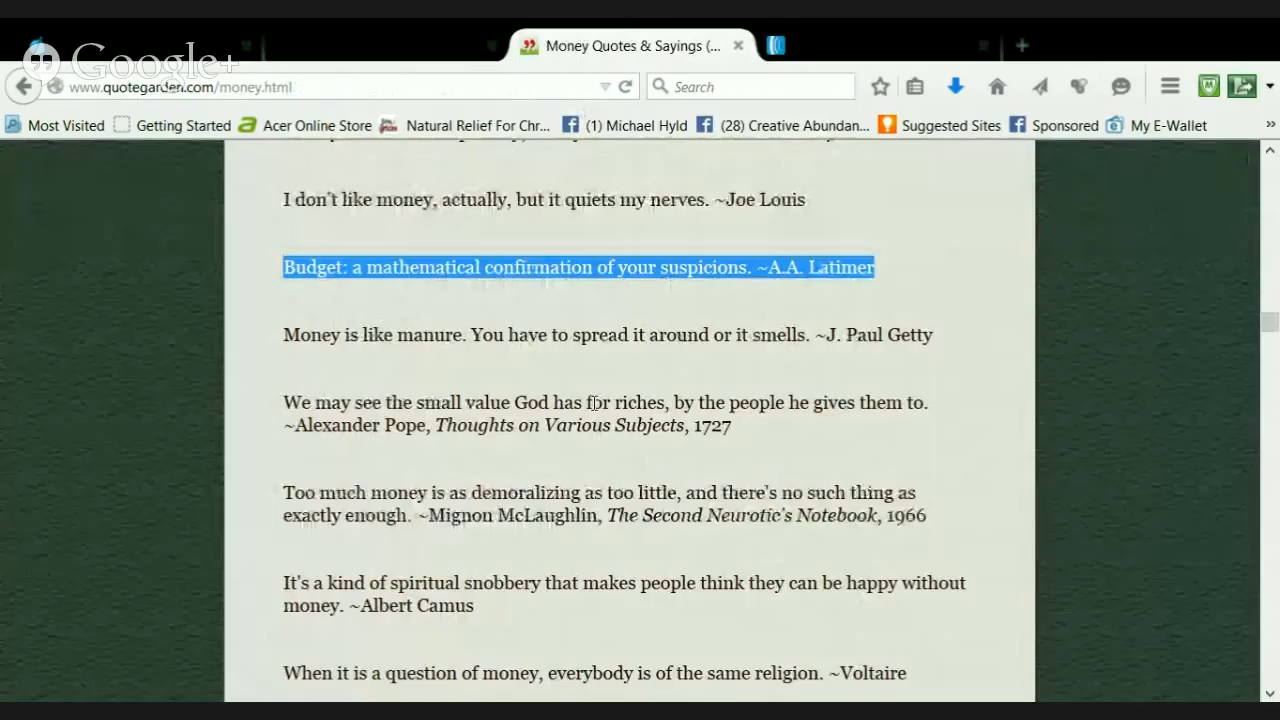 Money Quotes & Sayings (...
Google+
www.quotegarden.com/money.html
Search
Most Visited
Getting Started
Acer Online Store
Natural Relief For Chr...
(1) Michael Hyld
(28) Creative Abundan...
Suggested Sites
Sponsored
My E-Wallet
I don't like money, actually, but it quiets my nerves. ~Joe Louis
Budget: a mathematical confirmation of your suspicions. ~A.A. Latimer
Money is like manure. You have to spread it around or it smells. ~J. Paul Getty
We may see the small value God has for riches, by the people he gives them to.
~Alexander Pope, Thoughts on Various Subjects, 1727
Too much money is as demoralizing as too little, and there's no such thing as
exactly enough. ~Mignon McLaughlin, The Second Neurotic's Notebook, 1966
It's a kind of spiritual snobbery that makes people think they can be happy without
money. ~Albert Camus
When it is a question of money, everybody is of the same religion. ~Voltaire